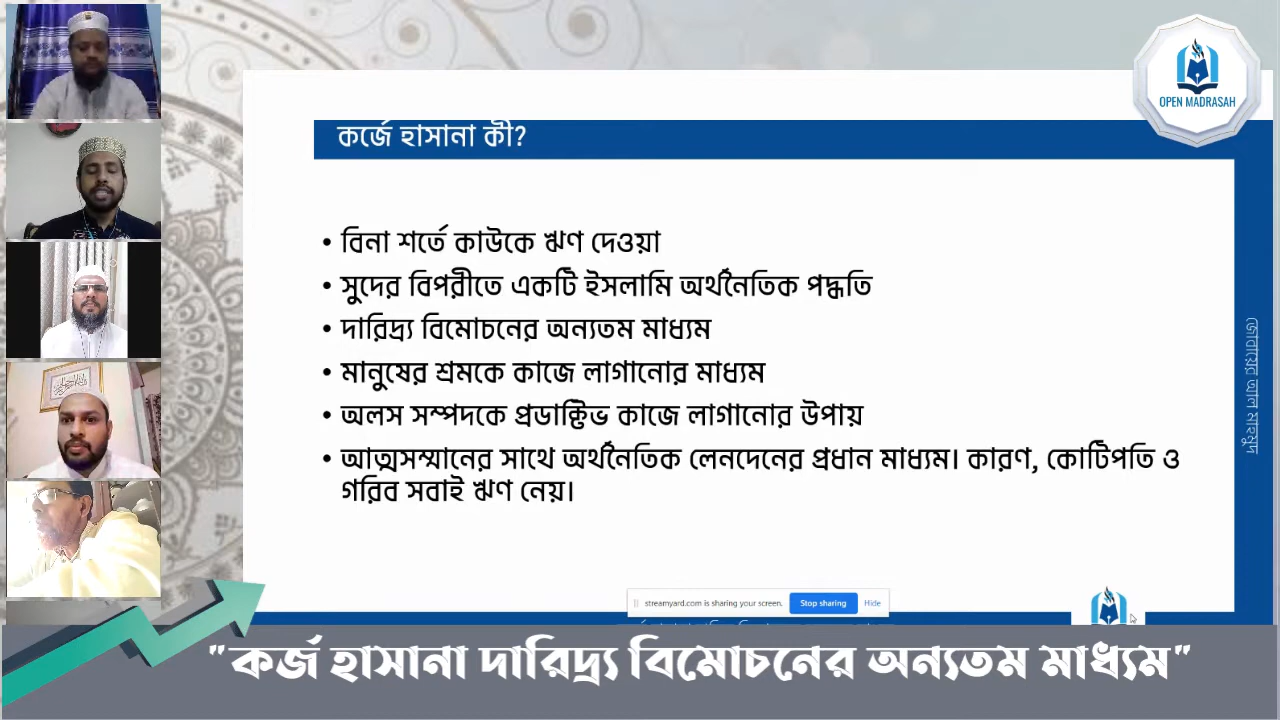 OPEN MADRASAH
কর্জে হাসানা কী?
• বিনা শর্তে কাউকে ঋণ দেওয়া
• সুদের বিপরীতে একটি ইসলামি অর্থনৈতিক পদ্ধতি
• দারিদ্র্য বিমোচনের অন্যতম মাধ্যম
• মানুষের শ্রমকে কাজে লাগানোর মাধ্যম
• অলস সম্পদকে প্রডাক্টিভ কাজে লাগানোর উপায়
• আত্মসম্মানের সাথে অর্থনৈতিক লেনদেনের প্রধান মাধ্যম। কারণ, কোটিপতি ও
গরিব সবাই ঋণ নেয়।
জোবায়ের আল মাহমুদ
streamyard.com is sharing your screen. Stop sharing Hide
"কর্জ হাসানা দারিদ্র্য বিমোচনের অন্যতম মাধ্যম"